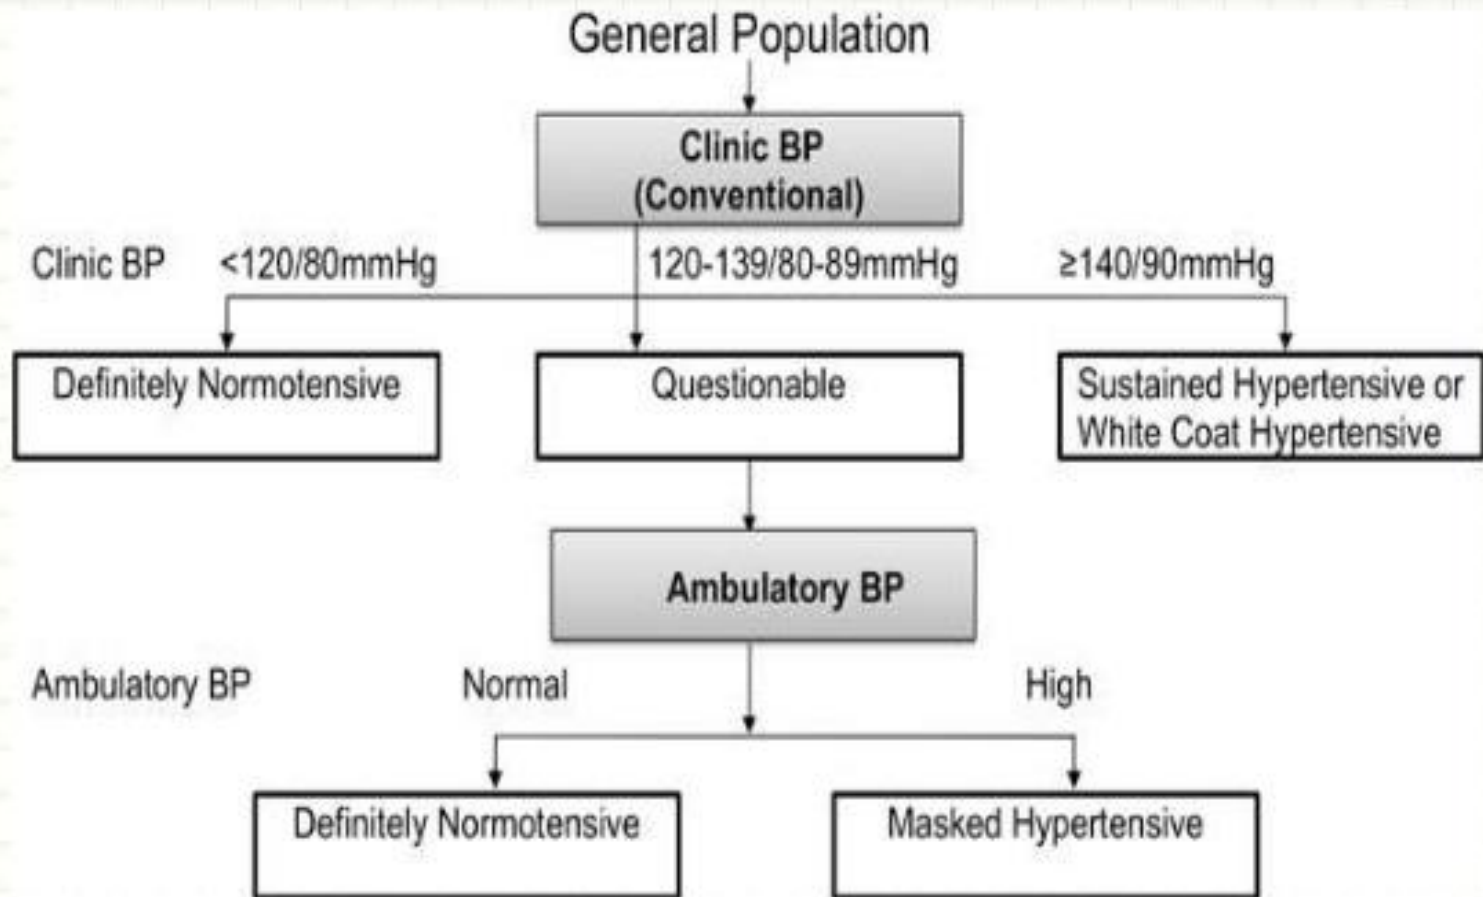 General Population
Clinic BP
(Conventional)
Clinic BP <120/80mmHg 120-139/80-89mmHg ≥140/90mmHg
Definitely Normotensive
Questionable
Sustained Hypertensive or
White Coat Hypertensive
Ambulatory BP
Ambulatory BP Normal High
Definitely Normotensive
Masked Hypertensive